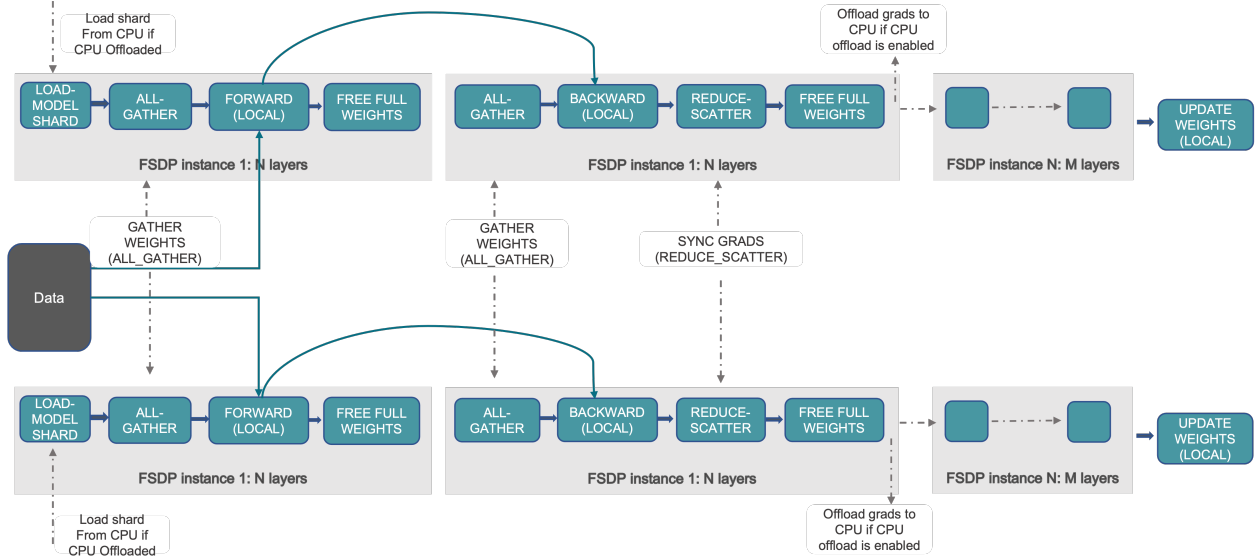 Load shard
From CPU if
CPU Offloaded
Offload grads to
CPU if CPU
offload is enabled
LOAD-
MODEL
SHARD
ALL-
GATHER
FORWARD
(LOCAL)
FREE FULL
WEIGHTS
FSDP instance 1: N layers
ALL-
GATHER
BACKWARD
(LOCAL)
REDUCE-
SCATTER
FREE FULL
WEIGHTS
FSDP instance 1: N layers
FSDP instance N: M layers
UPDATE
WEIGHTS
(LOCAL)
GATHER
WEIGHTS
(ALL_GATHER)
GATHER
WEIGHTS
(ALL_GATHER)
SYNC GRADS
(REDUCE_SCATTER)
Data
LOAD-
MODEL
SHARD
ALL-
GATHER
FORWARD
(LOCAL)
FREE FULL
WEIGHTS
FSDP instance 1: N layers
ALL-
GATHER
BACKWARD
(LOCAL)
REDUCE-
SCATTER
FREE FULL
WEIGHTS
FSDP instance 1: N layers
FSDP instance N: M layers
UPDATE
WEIGHTS
(LOCAL)
Load shard
From CPU if
CPU Offloaded
Offload grads to
CPU if CPU
offload is enabled